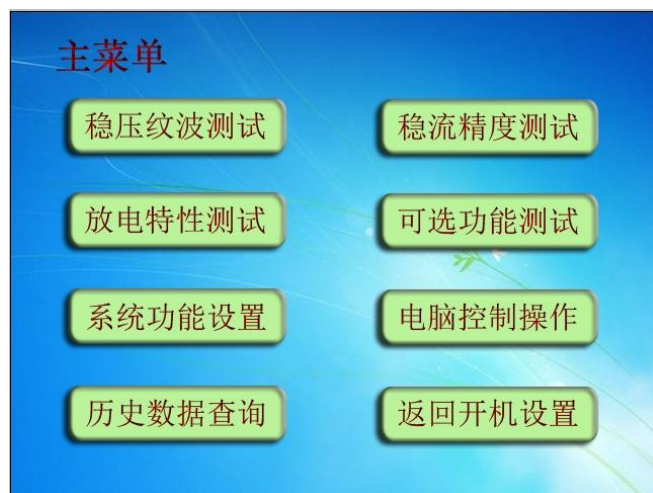 主菜单
稳压纹波测试
稳流精度测试
放电特性测试
可选功能测试
系统功能设置
电脑控制操作
历史数据查询
返回开机设置